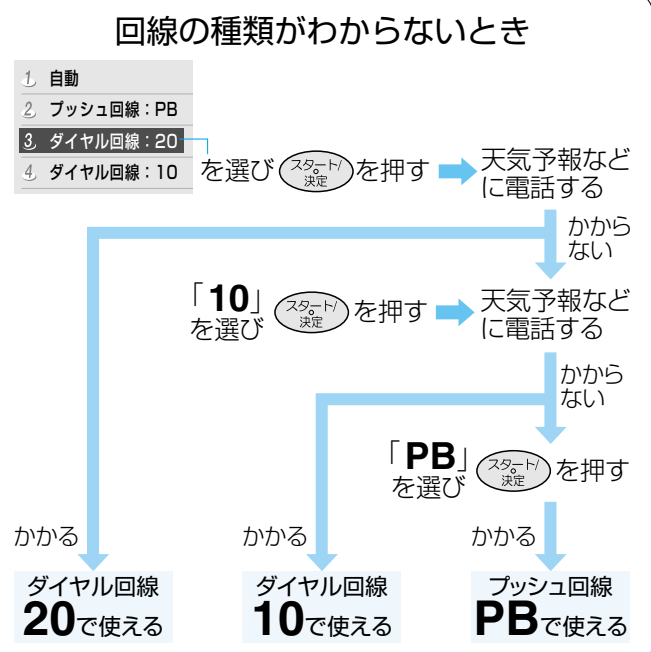 回線の種類がわからないとき
1. 自動
2. プッシュ回線：PB
3. ダイヤル回線：20
4. ダイヤル回線：10
を選び スタート/決定 を押す
天気予報など
に電話する
かから
ない
「10」
を選び スタート/決定 を押す
天気予報など
に電話する
かから
ない
「PB」
を選び スタート/決定 を押す
かかる
かかる
かかる
ダイヤル回線
20で使える
ダイヤル回線
10で使える
プッシュ回線
PBで使える